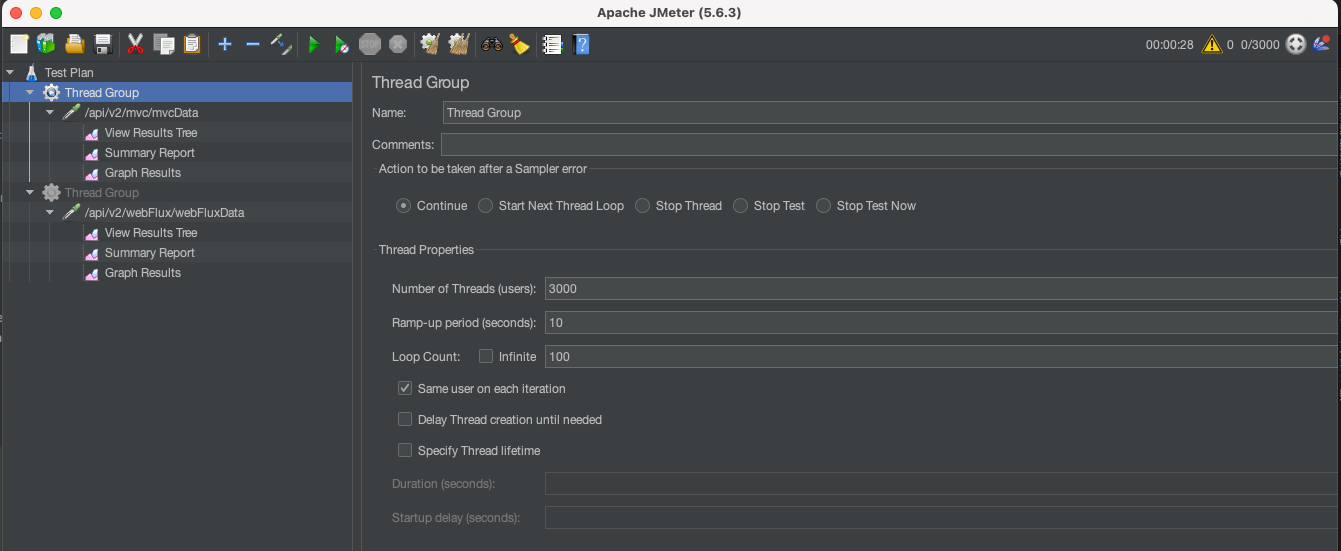 Apache JMeter (5.6.3)
STOP
00:00:28 0 0/3000
Test Plan
Thread Group
/api/v2/mvc/mvcData
View Results Tree
Summary Report
Graph Results
Thread Group
/api/v2/webFlux/webFluxData
View Results Tree
Summary Report
Graph Results
Thread Group
Name: Thread Group
Comments:
Action to be taken after a Sampler error
Continue Start Next Thread Loop Stop Thread Stop Test Stop Test Now
Thread Properties
Number of Threads (users): 3000
Ramp-up period (seconds): 10
Loop Count: Infinite 100
Same user on each iteration
Delay Thread creation until needed
Specify Thread lifetime
Duration (seconds):
Startup delay (seconds):